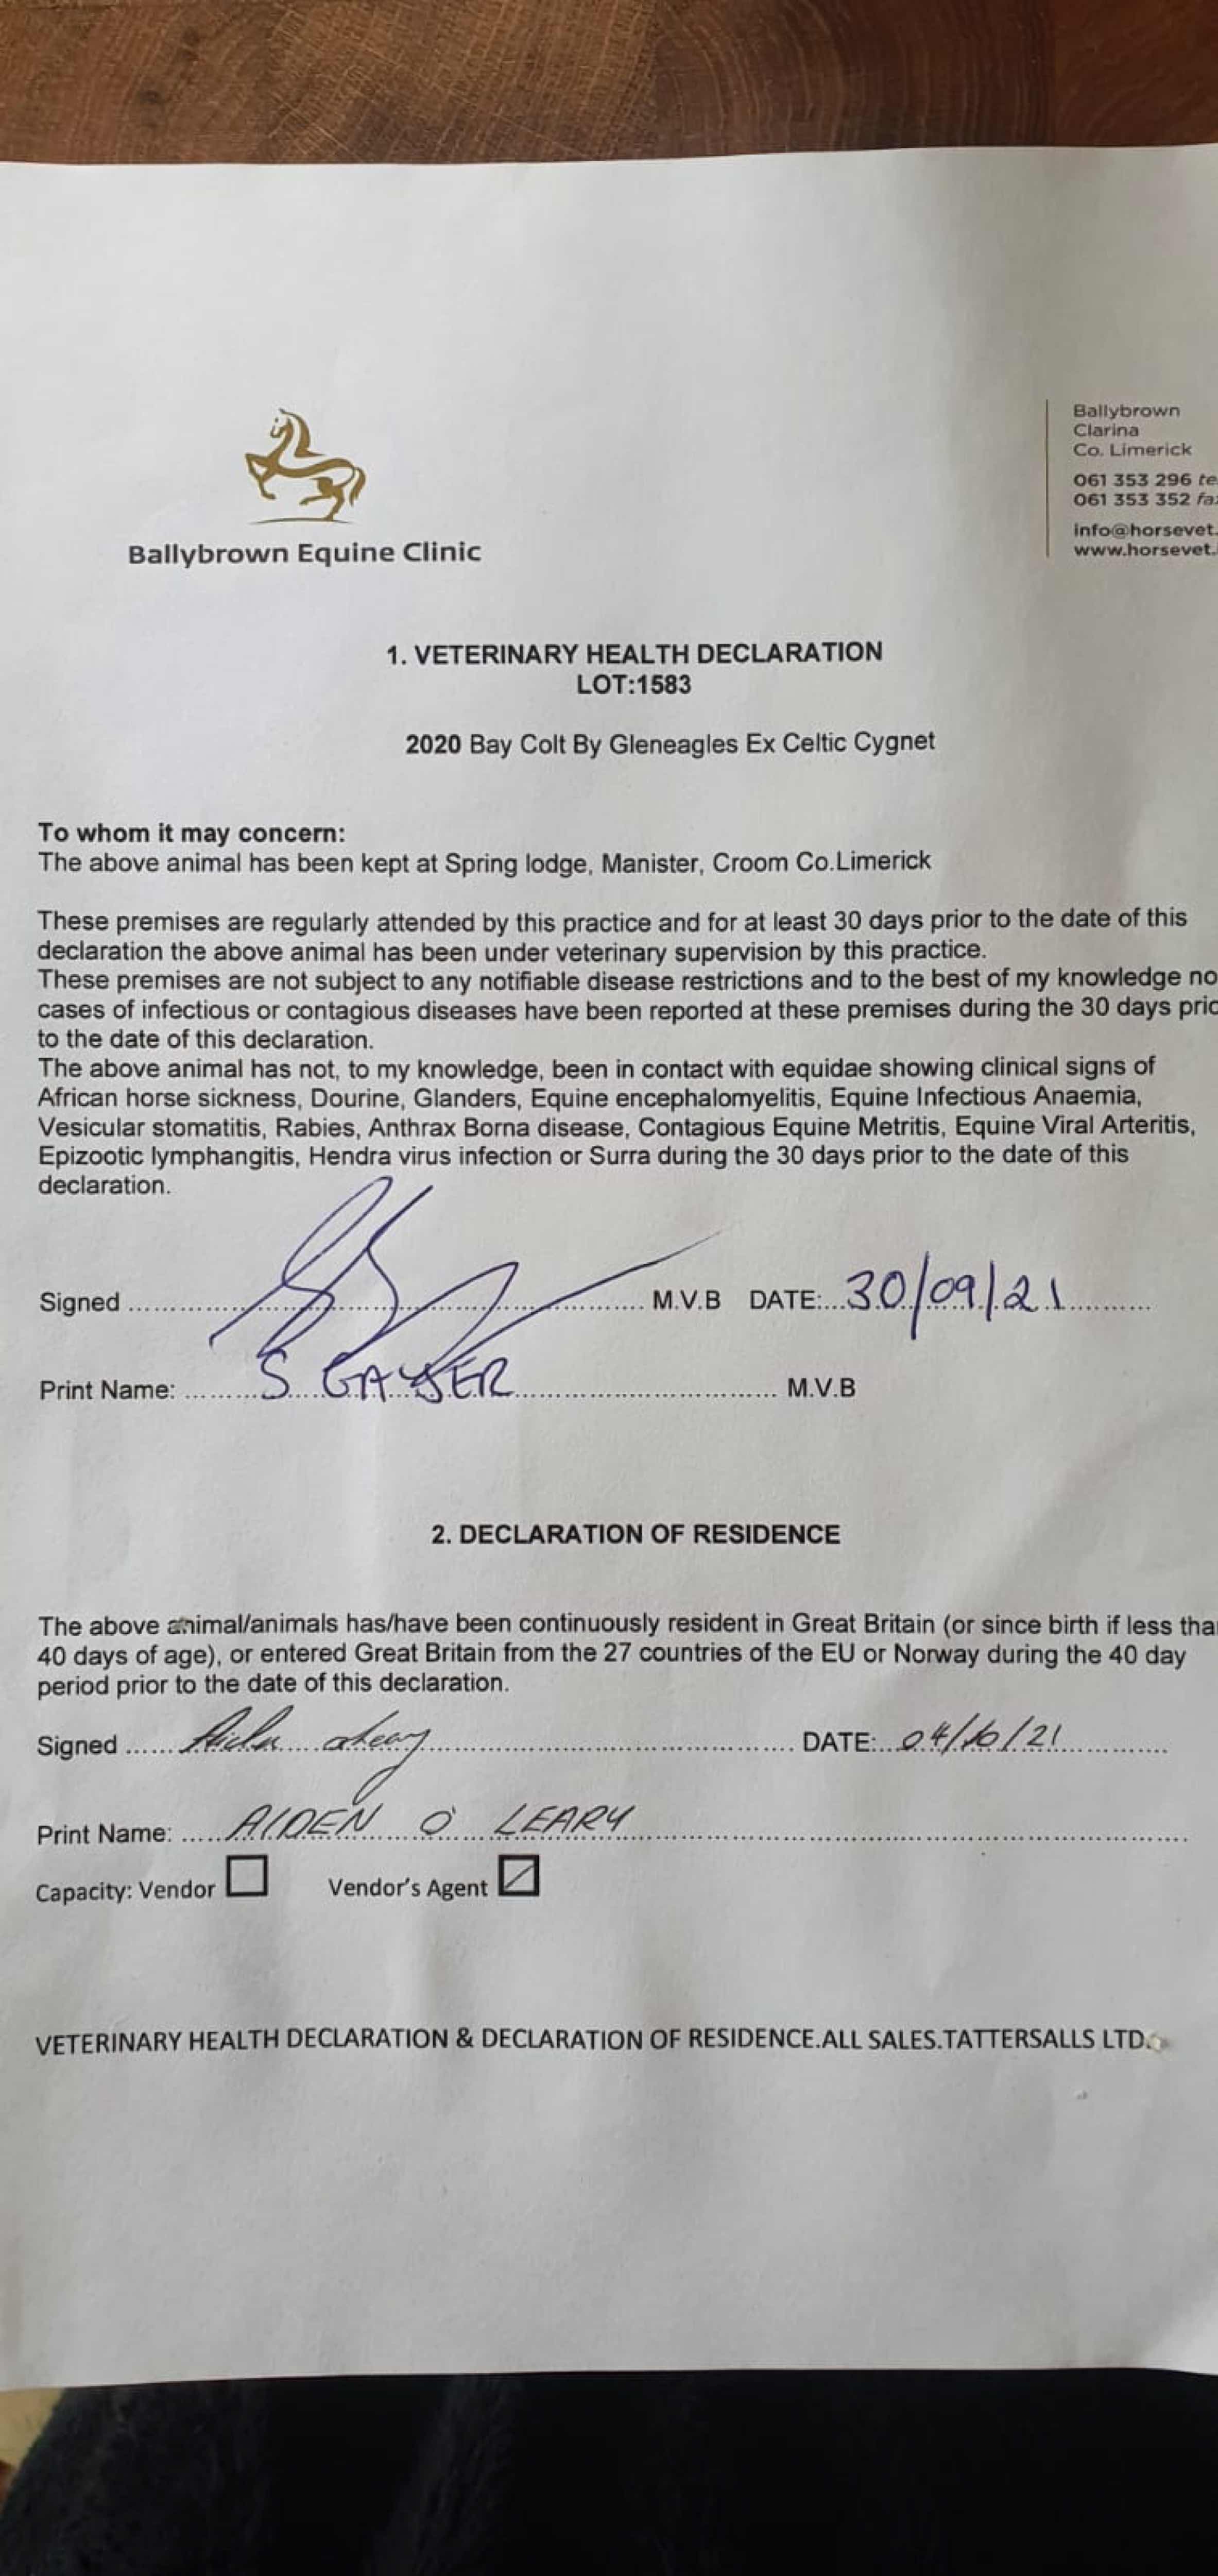 Ballybrown
Clarina
Co. Limerick
061 353 296 te
061 353 352 fa
info@horsevet.
www.horsevet.
Ballybrown Equine Clinic
1. VETERINARY HEALTH DECLARATION
LOT:1583
2020 Bay Colt By Gleneagles Ex Celtic Cygnet
To whom it may concern:
The above animal has been kept at Spring lodge, Manister, Croom Co.Limerick
These premises are regularly attended by this practice and for at least 30 days prior to the date of this
declaration the above animal has been under veterinary supervision by this practice.
These premises are not subject to any notifiable disease restrictions and to the best of my knowledge no
cases of infectious or contagious diseases have been reported at these premises during the 30 days prio
to the date of this declaration.
The above animal has not, to my knowledge, been in contact with equidae showing clinical signs of
African horse sickness, Dourine, Glanders, Equine encephalomyelitis, Equine Infectious Anaemia,
Vesicular stomatitis, Rabies, Anthrax Borna disease, Contagious Equine Metritis, Equine Viral Arteritis,
Epizootic lymphangitis, Hendra virus infection or Surra during the 30 days prior to the date of this
declaration.
Signed M.V.B DATE: 30/09/21
Print Name: S. M.V.B
2. DECLARATION OF RESIDENCE
The above animal/animals has/have been continuously resident in Great Britain (or since birth if less tha
40 days of age), or entered Great Britain from the 27 countries of the EU or Norway during the 40 day
period prior to the date of this declaration.
Signed DATE: 04/10/21
Print Name: AIDEN O' LEARY
Capacity: Vendor Vendor's Agent
VETERINARY HEALTH DECLARATION & DECLARATION OF RESIDENCE.ALL SALES.TATTERSALLS LTD.